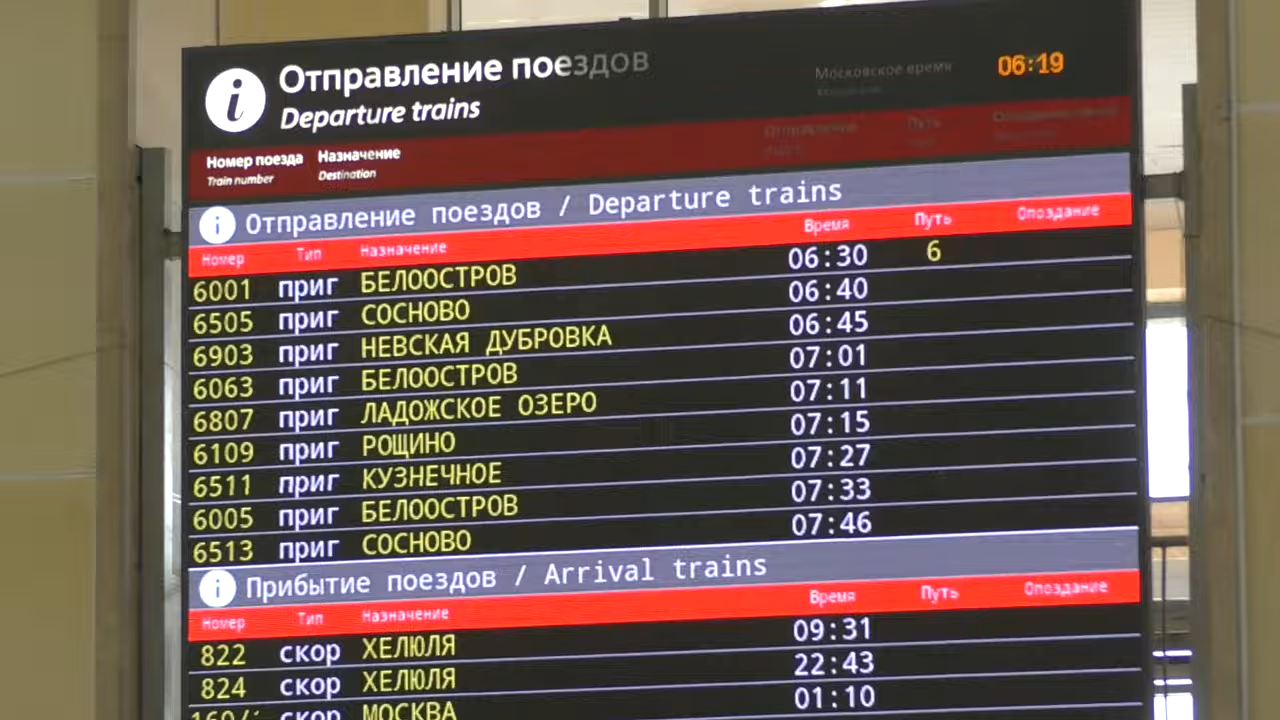 Отправление поездов
Departure trains
Московское время
06:19
Номер поезда
Train number
Назначение
Destination
Отправление
Путь
i Отправление поездов / Departure trains
Номер Тип Назначение Время Путь Опоздание
6001 приг БЕЛООСТРОВ 06:30 6
6505 приг СОСНОВО 06:40
6903 приг НЕВСКАЯ ДУБРОВКА 06:45
6063 приг БЕЛООСТРОВ 07:01
6807 приг ЛАДОЖСКОЕ ОЗЕРО 07:11
6109 приг РОЩИНО 07:15
6511 приг КУЗНЕЧНОЕ 07:27
6005 приг БЕЛООСТРОВ 07:33
6513 приг СОСНОВО 07:46
i Прибытие поездов / Arrival trains
Номер Тип Назначение Время Путь Опоздание
822 скор ХЕЛЮЛЯ 09:31
824 скор ХЕЛЮЛЯ 22:43
скор МОСКВА 01:10